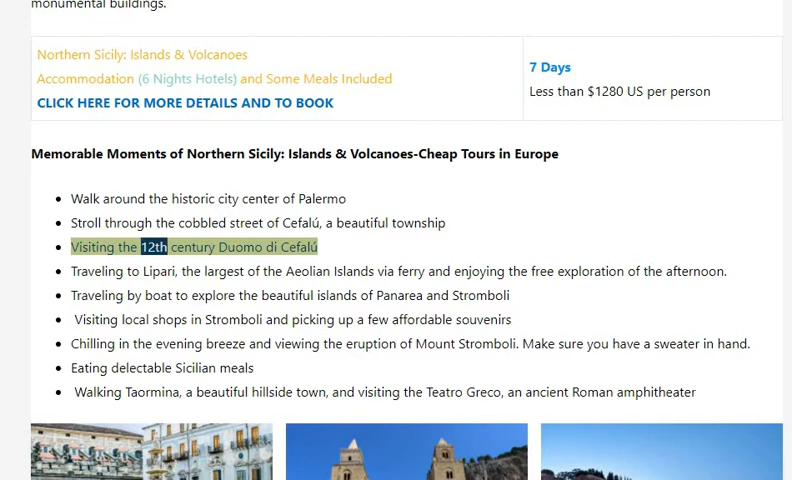 monumental buildings.
Northern Sicily: Islands & Volcanoes
Accommodation (6 Nights Hotels) and Some Meals Included
CLICK HERE FOR MORE DETAILS AND TO BOOK
7 Days
Less than $1280 US per person
Memorable Moments of Northern Sicily: Islands & Volcanoes-Cheap Tours in Europe
Walk around the historic city center of Palermo
Stroll through the cobbled street of Cefalú, a beautiful township
Visiting the 12th century Duomo di Cefalú
Traveling to Lipari, the largest of the Aeolian Islands via ferry and enjoying the free exploration of the afternoon.
Traveling by boat to explore the beautiful islands of Panarea and Stromboli
Visiting local shops in Stromboli and picking up a few affordable souvenirs
Chilling in the evening breeze and viewing the eruption of Mount Stromboli. Make sure you have a sweater in hand.
Eating delectable Sicilian meals
Walking Taormina, a beautiful hillside town, and visiting the Teatro Greco, an ancient Roman amphitheater